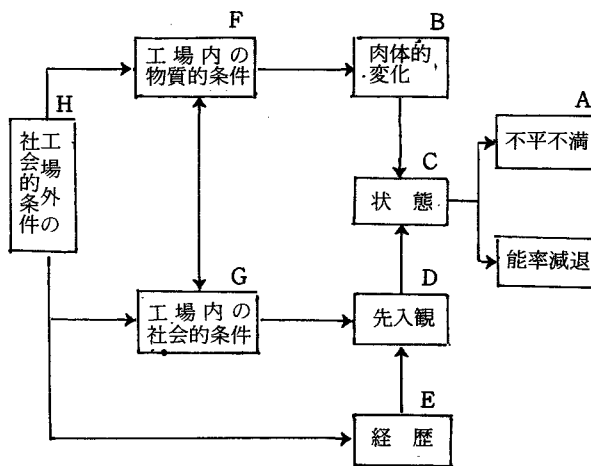 F
工場内の
物質的条件
B
肉体的
変化
H
工場外の
社会的条件
A
不平不満
C
状態
能率減退
G
工場内の
社会的条件
D
先入観
E
経歴